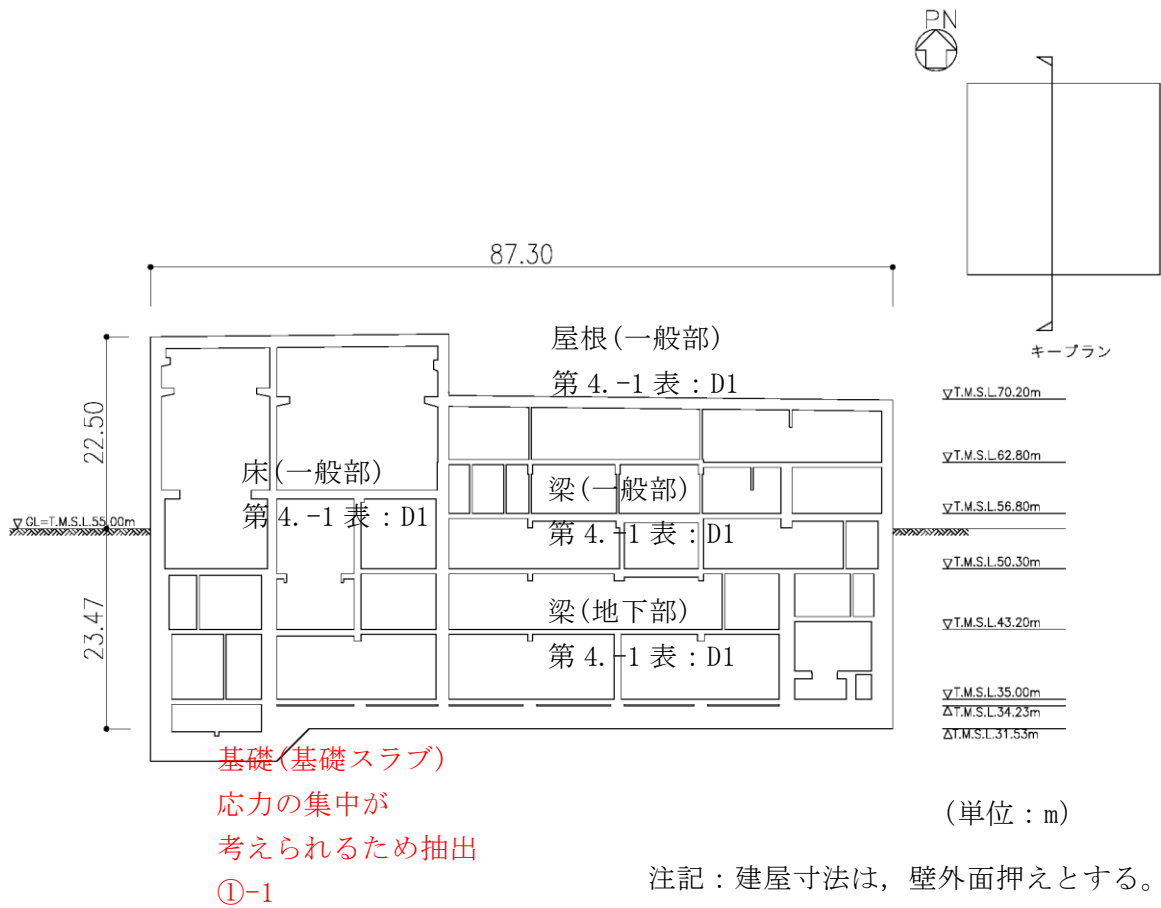 PN
キープラン
87.30
22.50
23.47
屋根(一般部)
第 4.-1 表：D1
床(一般部)
第 4.-1 表：D1
梁(一般部)
第 4.-1 表：D1
梁(地下部)
第 4.-1 表：D1
GL=T.M.S.L.55.00m
T.M.S.L.70.20m
T.M.S.L.62.80m
T.M.S.L.56.80m
T.M.S.L.50.30m
T.M.S.L.43.20m
T.M.S.L.35.00m
T.M.S.L.34.23m
T.M.S.L.31.53m
基礎(基礎スラブ)
応力の集中が
考えられるため抽出
①-1
(単位：m)
注記：建屋寸法は，壁外面押えとする。